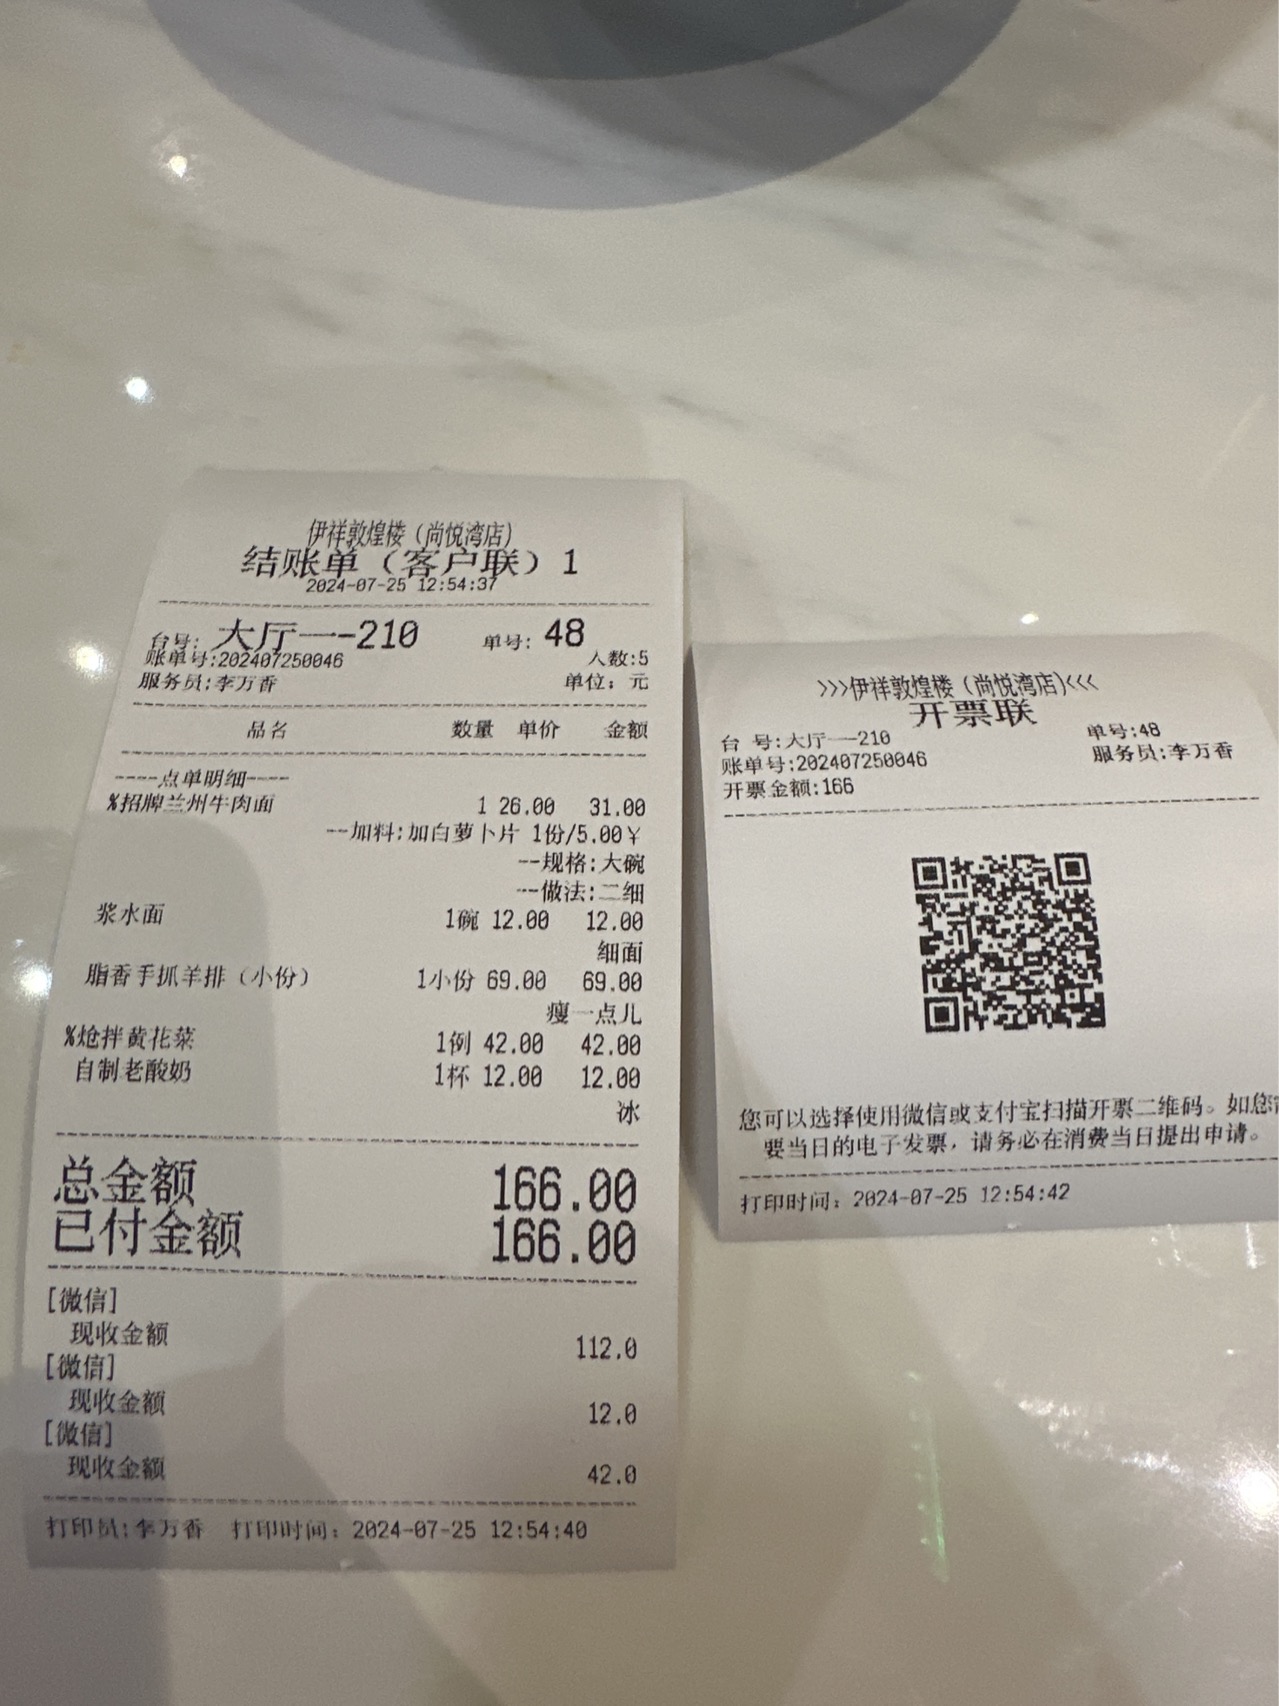 伊祥敦煌楼（尚悦湾店）
结账单（客户联）1
2024-07-25 12:54:37
台号: 大厅一-210 单号: 48
账单号:202407250046 人数:5
服务员:李万香 单位: 元
品名 数量 单价 金额
----点单明细----
%招牌兰州牛肉面 1 26.00 31.00
--加料:加白萝卜片 1份/5.00¥
--规格:大碗
--做法:二细
浆水面 1碗 12.00 12.00
细面
脂香手抓羊排（小份） 1小份 69.00 69.00
瘦一点儿
%炝拌黄花菜 1例 42.00 42.00
自制老酸奶 1杯 12.00 12.00
冰
总金额 166.00
已付金额 166.00
[微信]
现收金额 112.0
[微信]
现收金额 12.0
[微信]
现收金额 42.0
打印员:李万香 打印时间: 2024-07-25 12:54:40
>>>伊祥敦煌楼（尚悦湾店)<<<
开票联
台 号:大厅一-210 单号:48
账单号:202407250046 服务员:李万香
开票金额:166
您可以选择使用微信或支付宝扫描开票二维码。如您
要当日的电子发票，请务必在消费当日提出申请。
打印时间: 2024-07-25 12:54:42